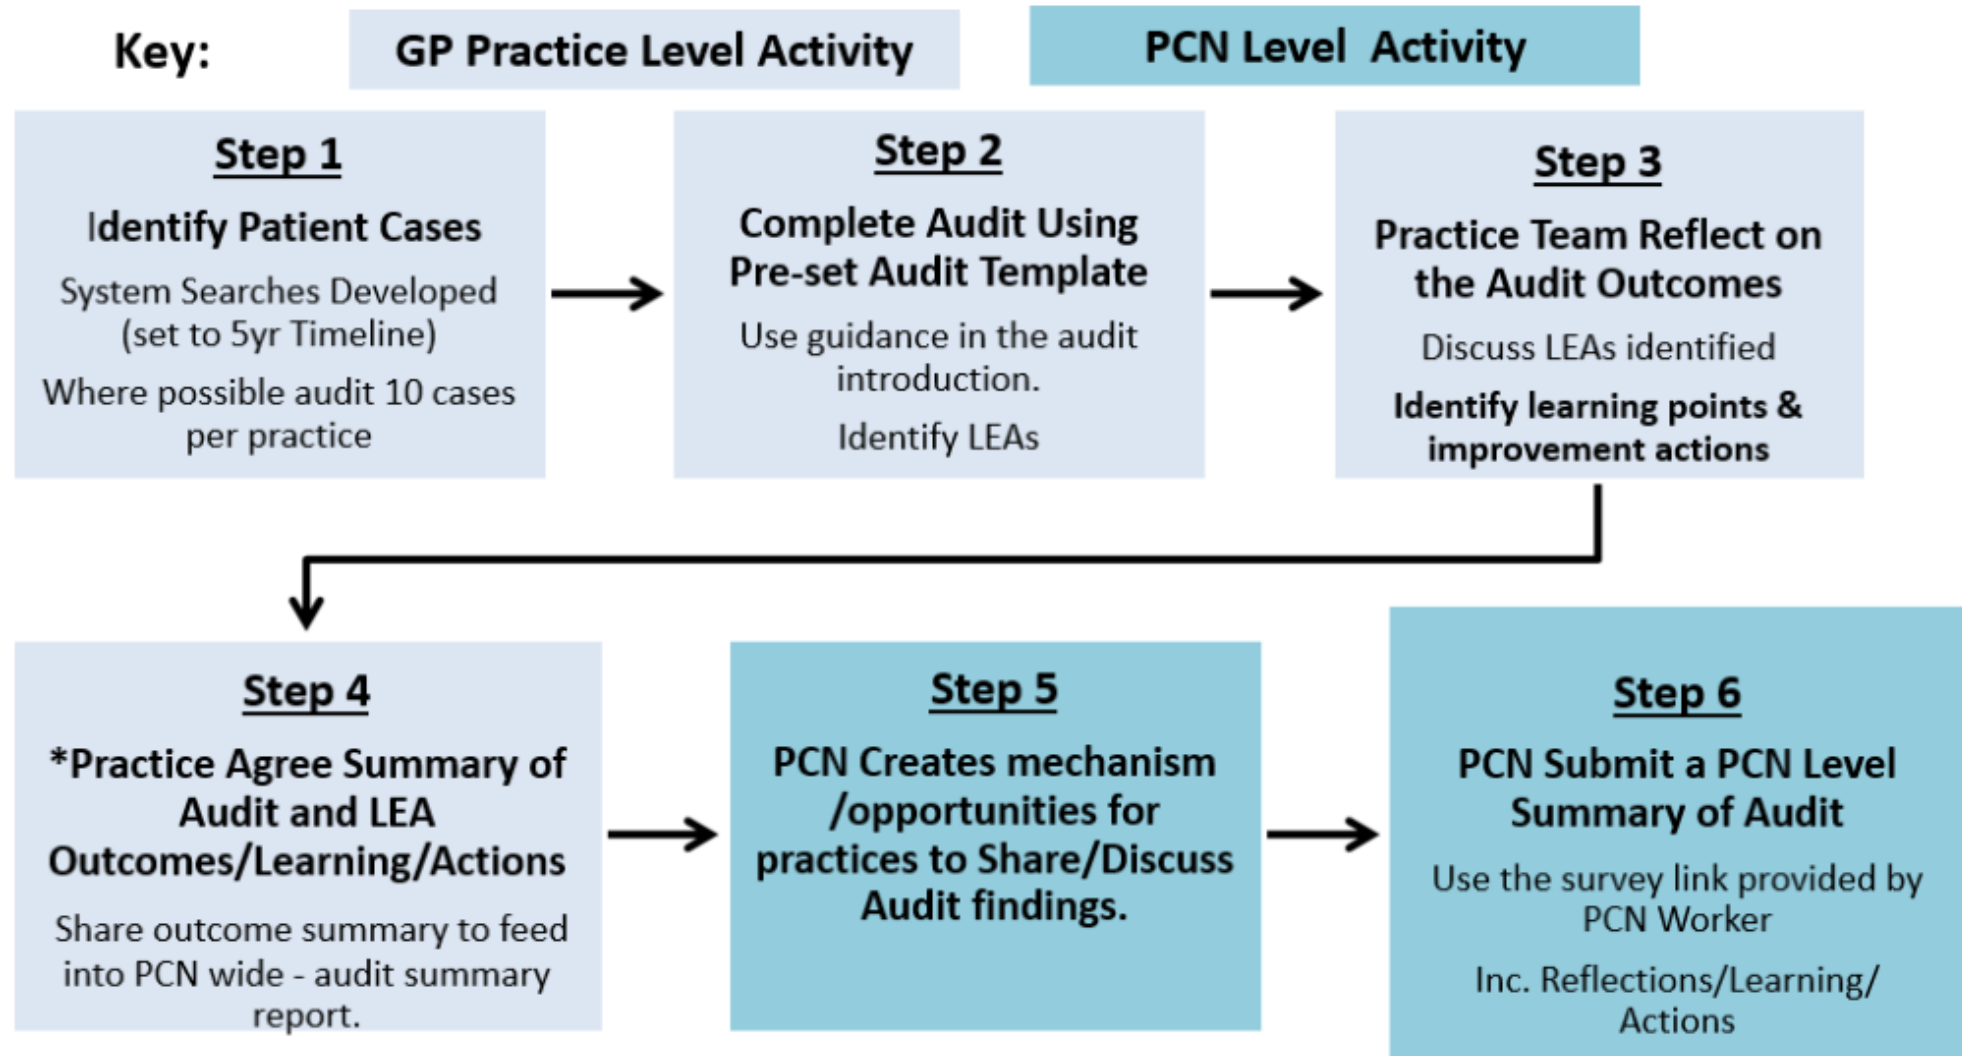 Key:
GP Practice Level Activity
PCN Level Activity
Step 1
Identify Patient Cases
System Searches Developed
(set to 5yr Timeline)
Where possible audit 10 cases
per practice
Step 2
Complete Audit Using
Pre-set Audit Template
Use guidance in the audit
introduction.
Identify LEAs
Step 3
Practice Team Reflect on
the Audit Outcomes
Discuss LEAs identified
Identify learning points &
improvement actions
Step 4
*Practice Agree Summary of
Audit and LEA
Outcomes/Learning/Actions
Share outcome summary to feed
into PCN wide - audit summary
report.
Step 5
PCN Creates mechanism
/opportunities for
practices to Share/Discuss
Audit findings.
Step 6
PCN Submit a PCN Level
Summary of Audit
Use the survey link provided by
PCN Worker
Inc. Reflections/Learning/
Actions